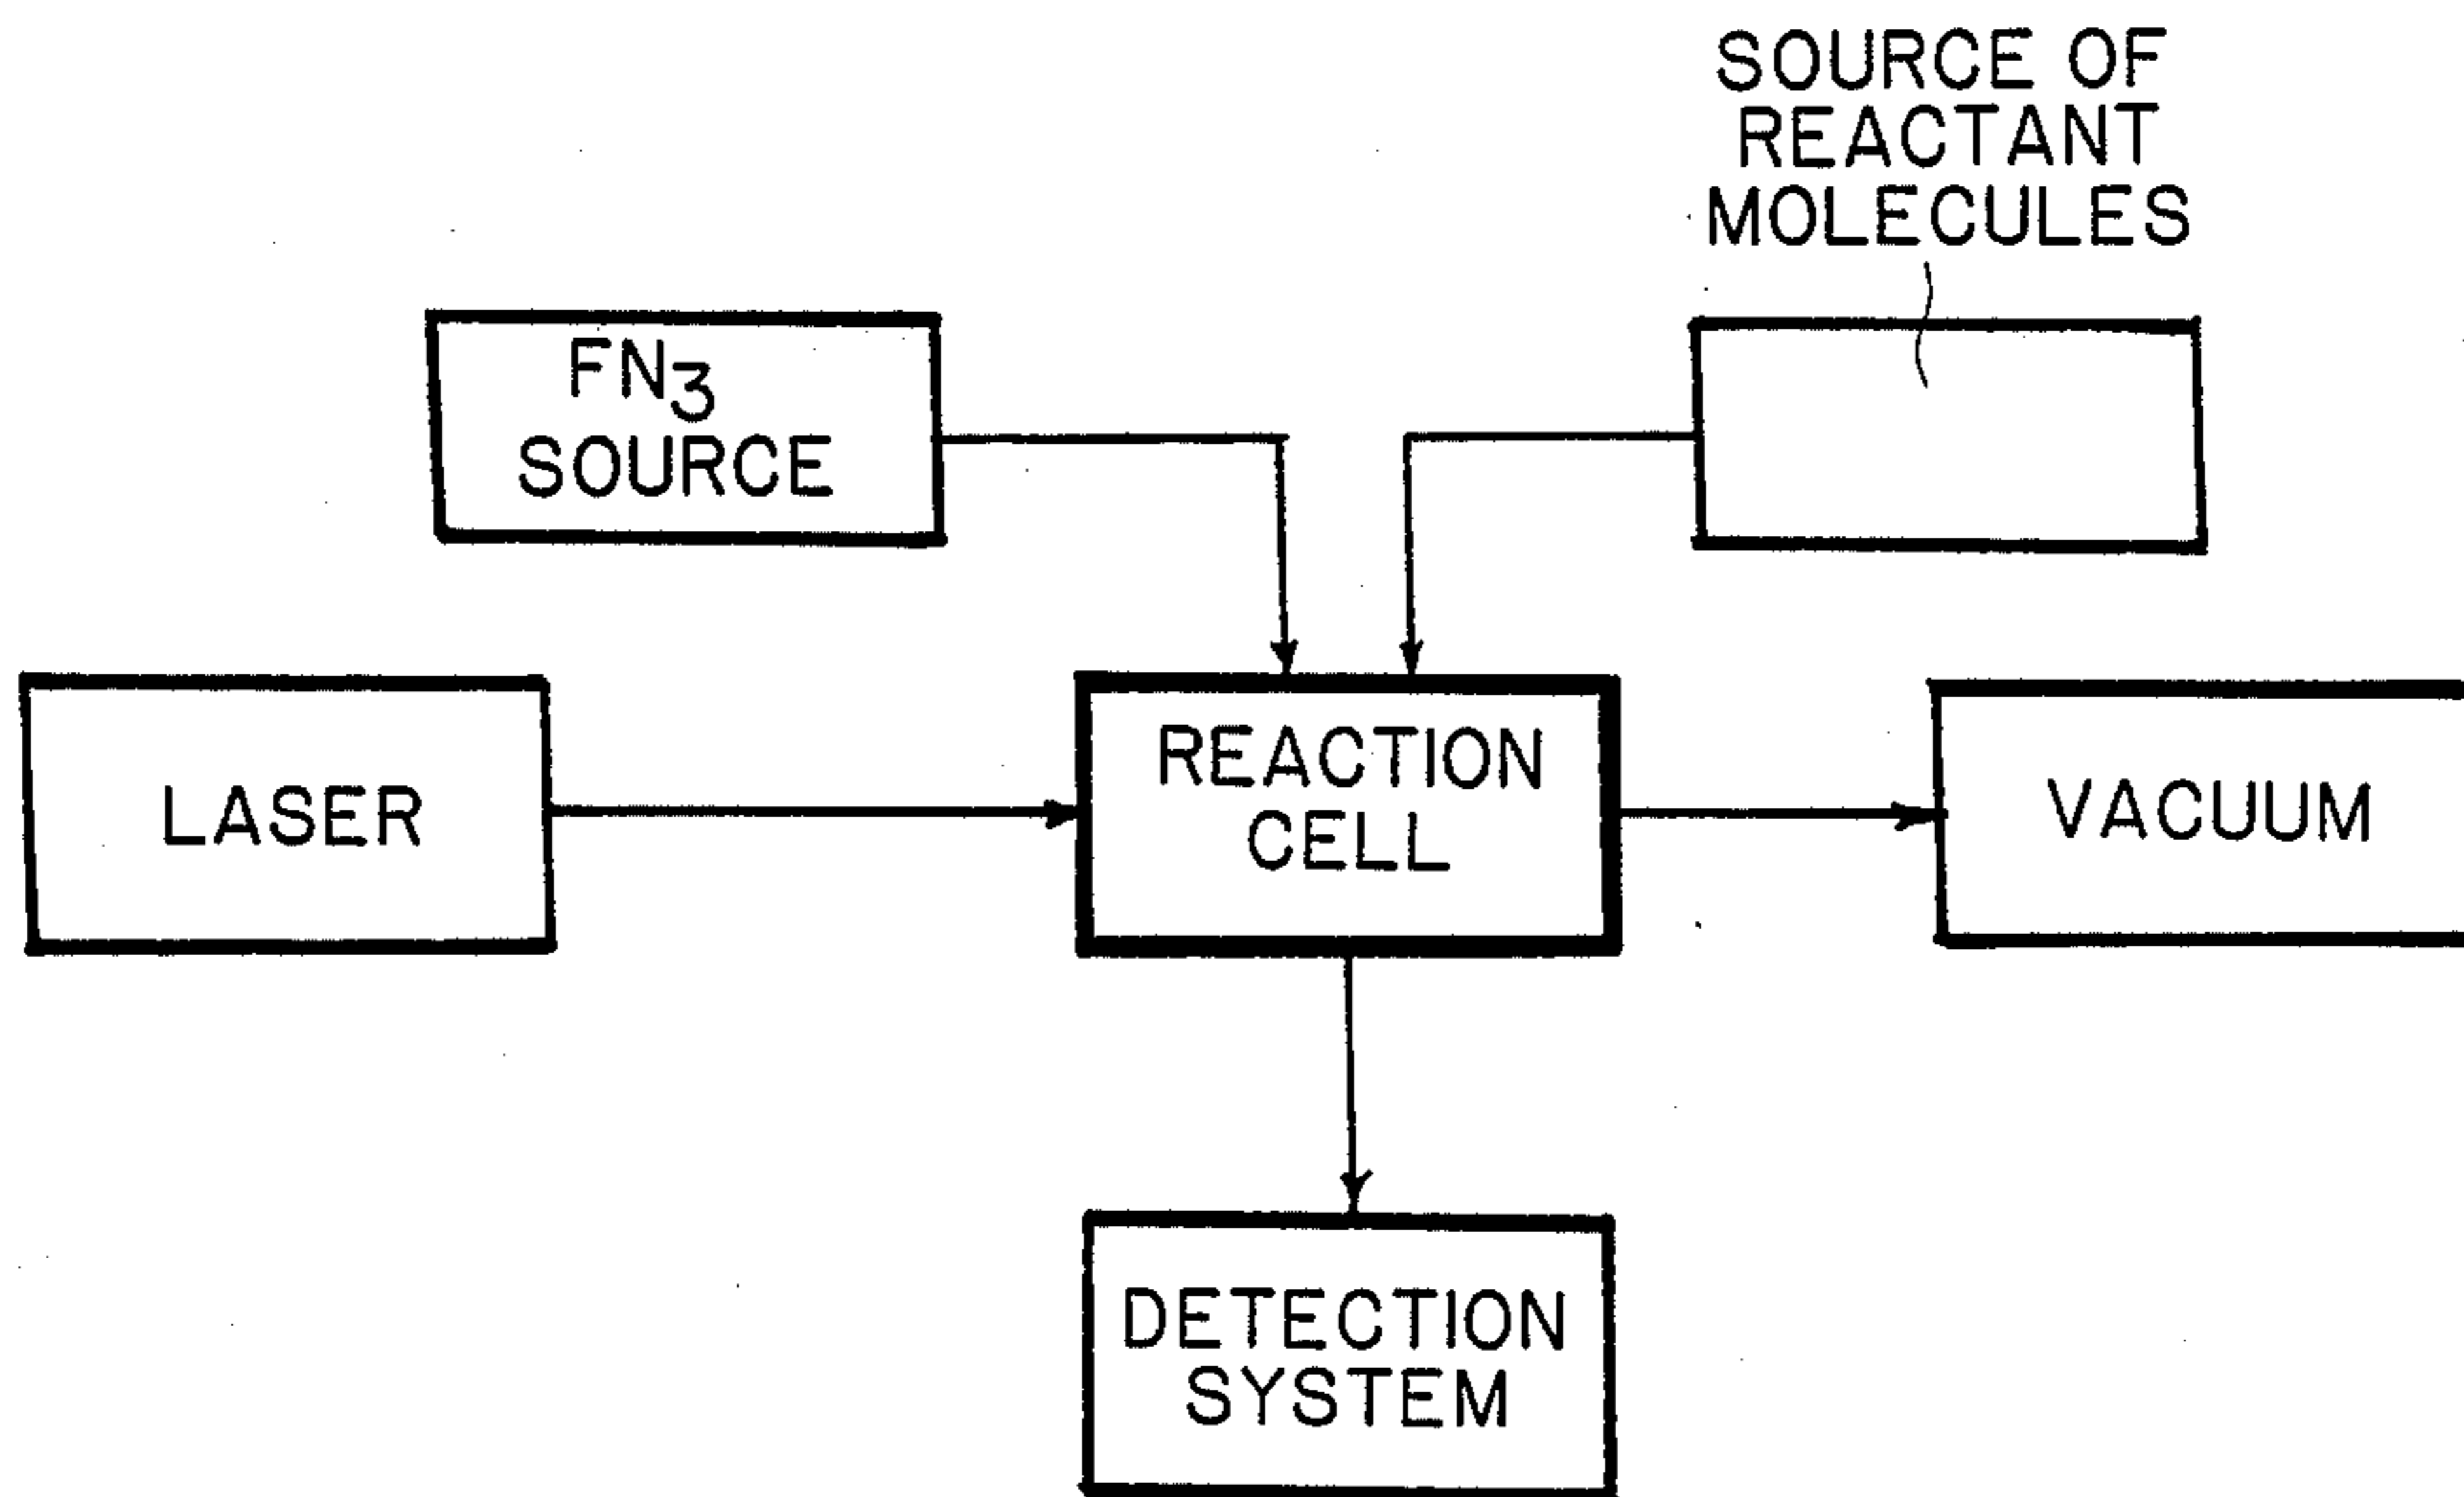 SOURCE OF
REACTANT
MOLECULES
FN3
SOURCE
LASER
REACTION
CELL
VACUUM
DETECTION
SYSTEM